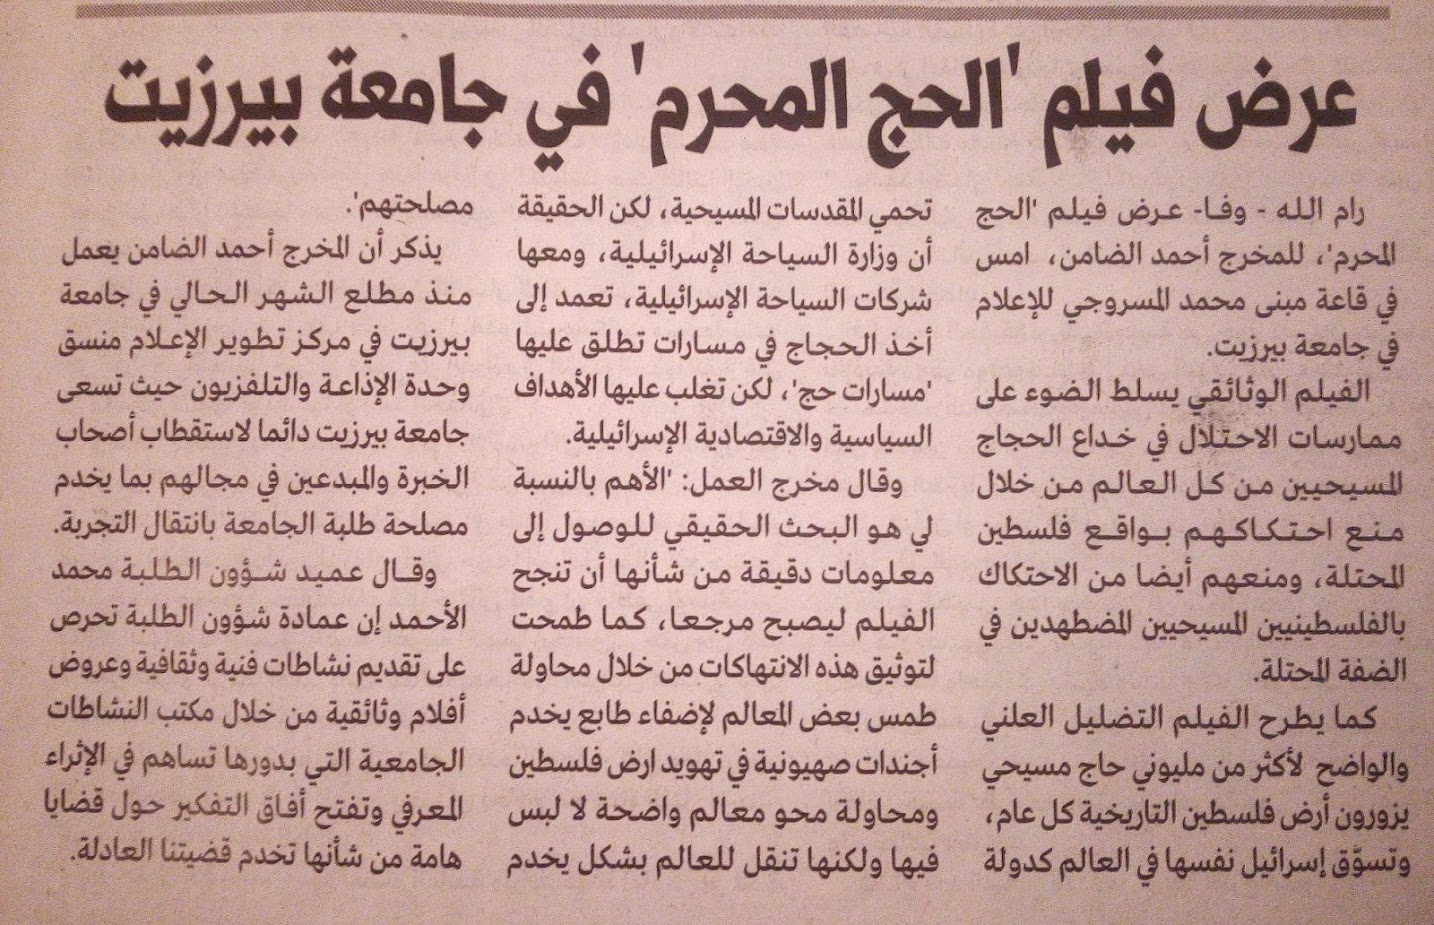 عرض فيلم 'الحج المحرم' في جامعة بيرزيت
رام الله - وفا- عرض فيلم 'الحج
المحرم'، للمخرج أحمد الضامن، امس
في قاعة مبنى محمد المسروجي للإعلام
في جامعة بيرزيت.
الفيلم الوثائقي يسلط الضوء على
ممارسات الاحتلال في خداع الحجاج
المسيحيين من كل العالم من خلال
منع احتكاكهم بواقع فلسطين
المحتلة، ومنعهم أيضا من الاحتكاك
بالفلسطينيين المسيحيين المضطهدين في
الضفة المحتلة.
كما يطرح الفيلم التضليل العلني
والواضح لأكثر من مليوني حاج مسيحي
يزورون أرض فلسطين التاريخية كل عام،
وتسوّق إسرائيل نفسها في العالم كدولة
تحمي المقدسات المسيحية، لكن الحقيقة
أن وزارة السياحة الإسرائيلية، ومعها
شركات السياحة الإسرائيلية، تعمد إلى
أخذ الحجاج في مسارات تطلق عليها
'مسارات حج'، لكن تغلب عليها الأهداف
السياسية والاقتصادية الإسرائيلية.
وقال مخرج العمل: 'الأهم بالنسبة
لي هو البحث الحقيقي للوصول إلى
معلومات دقيقة من شأنها أن تنجح
الفيلم ليصبح مرجعا، كما طمحت
لتوثيق هذه الانتهاكات من خلال محاولة
طمس بعض المعالم لإضفاء طابع يخدم
أجندات صهيونية في تهويد ارض فلسطين
ومحاولة محو معالم واضحة لا لبس
فيها ولكنها تنقل للعالم بشكل يخدم
مصلحتهم'.
يذكر أن المخرج أحمد الضامن يعمل
منذ مطلع الشهر الحالي في جامعة
بيرزيت في مركز تطوير الإعلام منسق
وحدة الإذاعة والتلفزيون حيث تسعى
جامعة بيرزيت دائما لاستقطاب أصحاب
الخبرة والمبدعين في مجالهم بما يخدم
مصلحة طلبة الجامعة بانتقال التجربة.
وقال عميد شؤون الطلبة محمد
الأحمد إن عمادة شؤون الطلبة تحرص
على تقديم نشاطات فنية وثقافية وعروض
أفلام وثائقية من خلال مكتب النشاطات
الجامعية التي بدورها تساهم في الإثراء
المعرفي وتفتح أفاق التفكير حول قضايا
هامة من شأنها تخدم قضيتنا العادلة.